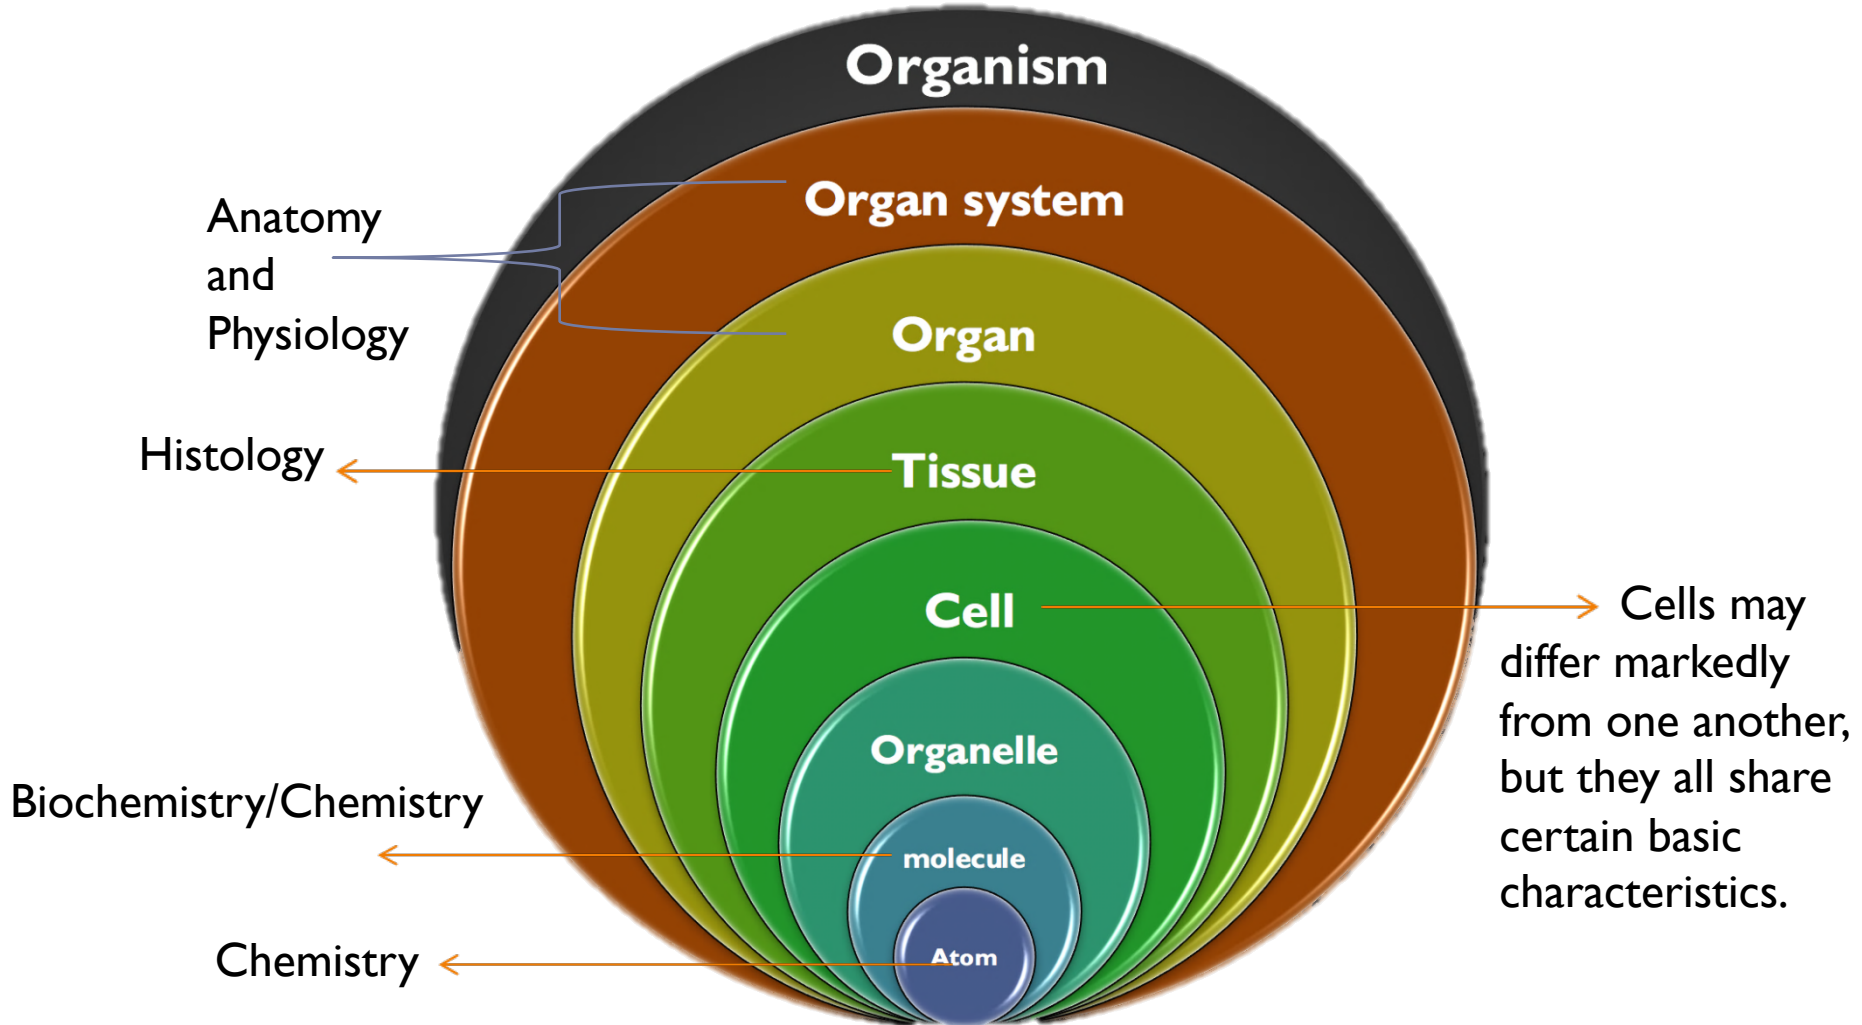 Organism
Organ system
Anatomy
and
Physiology
Organ
Histology
Tissue
Cell
Cells may
differ markedly
from one another,
but they all share
certain basic
characteristics.
Organelle
Biochemistry/Chemistry
molecule
Chemistry
Atom